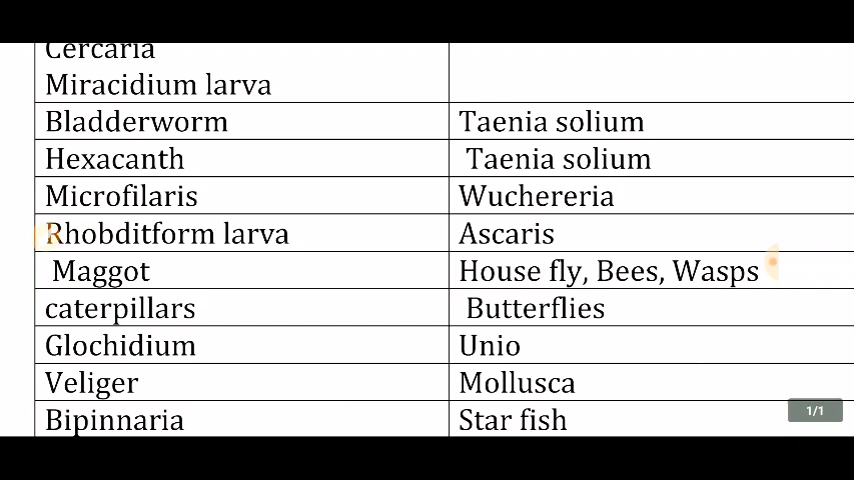 Cercaria
Miracidium larva
Bladderworm Taenia solium
Hexacanth Taenia solium
Microfilaris Wuchereria
Rhobditform larva Ascaris
Maggot House fly, Bees, Wasps
caterpillars Butterflies
Glochidium Unio
Veliger Mollusca
Bipinnaria Star fish
1/1